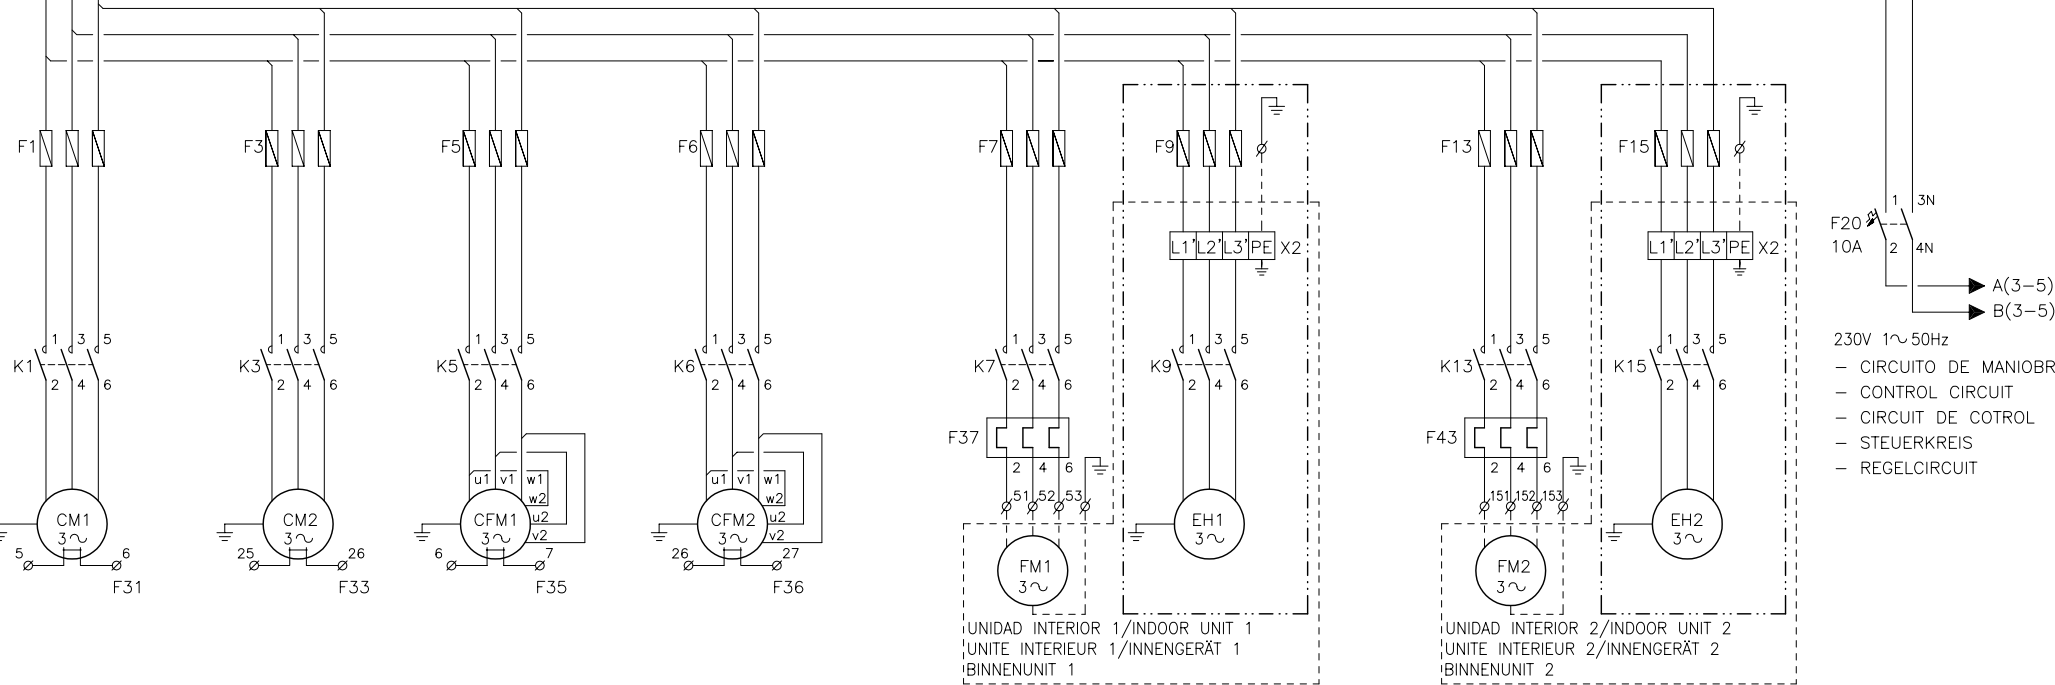 F1 F3 F5 F6 F7 F9 F13 F15
1 3N
F20
10A 2 4N
L1' L2' L3' PE X2 L1' L2' L3' PE X2
A(3-5)
B(3-5)
1 3 5 1 3 5 1 3 5 1 3 5 1 3 5 1 3 5 1 3 5 1 3 5
K1 K3 K5 K6 K7 K9 K13 K15
2 4 6 2 4 6 2 4 6 2 4 6 2 4 6 2 4 6 2 4 6 2 4 6
230V 1~ 50Hz
- CIRCUITO DE MANIOBR
- CONTROL CIRCUIT
- CIRCUIT DE COTROL
- STEUERKREIS
- REGELCIRCUIT
F37 F43
2 4 6 2 4 6
u1 v1 w1 u1 v1 w1
w2 w2
51 52 53 151 152 153
u2 u2
CM1 CM2 CFM1 CFM2 EH1 EH2
3~ 3~ 3~ 3~ 3~ 3~
v2 v2
5 6 25 26 6 7 26 27
FM1 FM2
3~ 3~
F31 F33 F35 F36
UNIDAD INTERIOR 1/INDOOR UNIT 1
UNITE INTERIEUR 1/INNENGERÄT 1
BINNENUNIT 1
UNIDAD INTERIOR 2/INDOOR UNIT 2
UNITE INTERIEUR 2/INNENGERÄT 2
BINNENUNIT 2